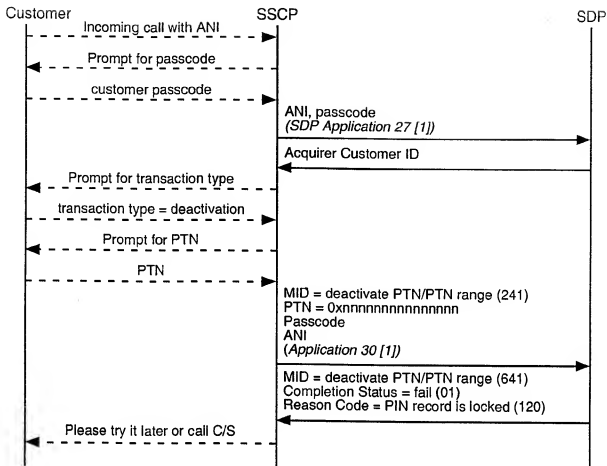 Customer
SSCP
SDP
Incoming call with ANI
Prompt for passcode
customer passcode
ANI, passcode
(SDP Application 27 [1])
Acquirer Customer ID
Prompt for transaction type
transaction type = deactivation
Prompt for PTN
PTN
MID = deactivate PTN/PTN range (241)
PTN = 0xnnnnnnnnnnnnnnnn
Passcode
ANI
(Application 30 [1])
MID = deactivate PTN/PTN range (641)
Completion Status = fail (01)
Reason Code = PIN record is locked (120)
Please try it later or call C/S